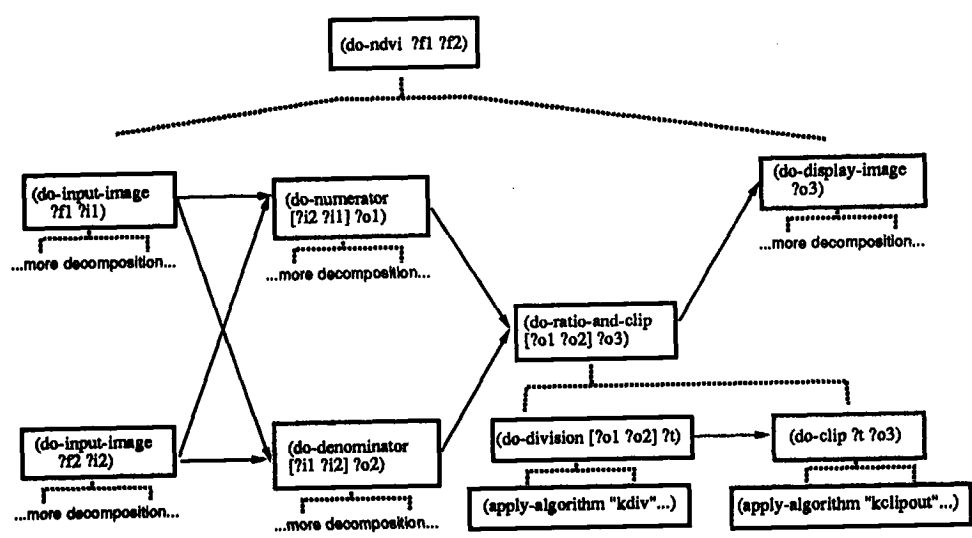 (do-ndvi ?f1 ?f2)
(do-input-image
?f1 ?i1)
...more decomposition...
(do-numerator
[?i2 ?i1] ?o1)
...more decomposition...
(do-display-image
?o3)
...more decomposition...
(do-ratio-and-clip
[?o1 ?o2] ?o3)
(do-input-image
?f2 ?i2)
...more decomposition...
(do-denominator
[?i1 ?i2] ?o2)
...more decomposition...
(do-division [?o1 ?o2] ?t)
(do-clip ?t ?o3)
(apply-algorithm "kdiv"...)
(apply-algorithm "kclipout"...)